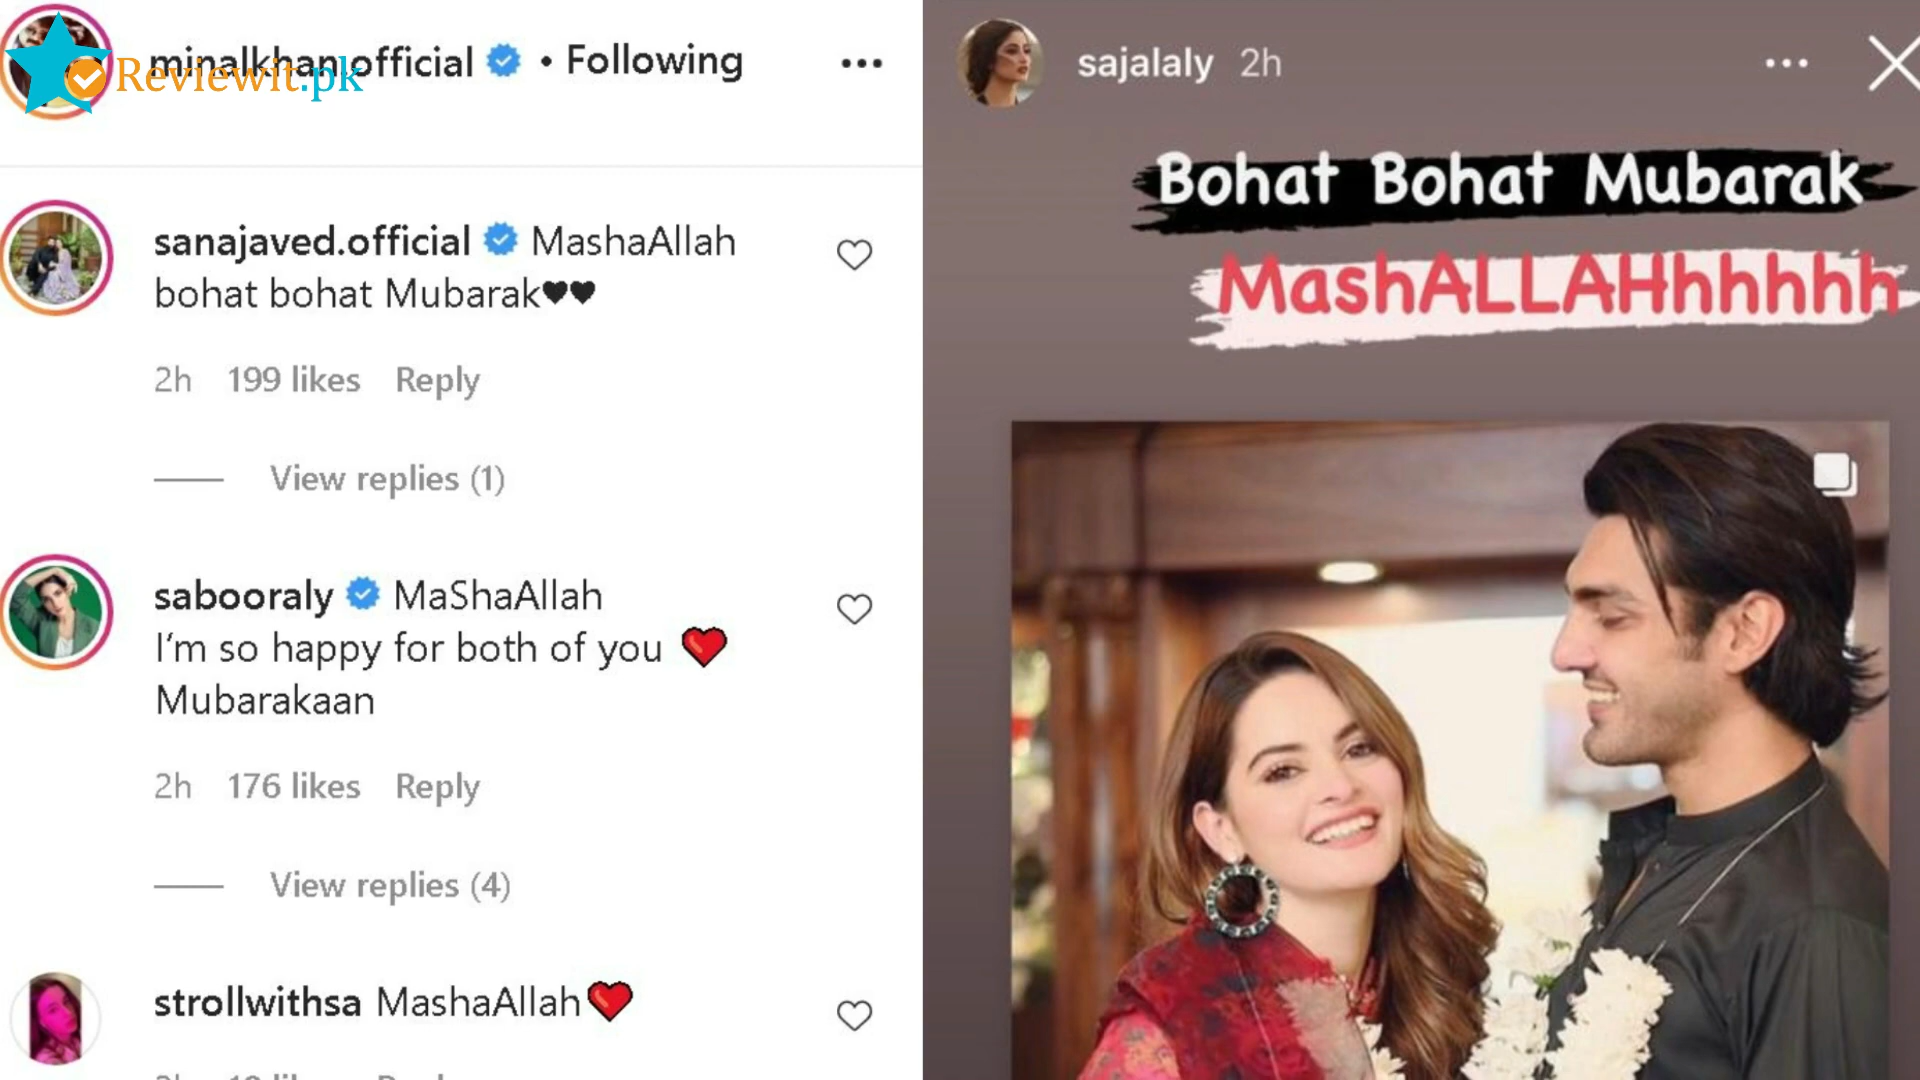 minalkhan.official • Following
Reviewit.pk
sanajaved.official MashaAllah
bohat bohat Mubarak🖤🖤
2h 199 likes Reply
View replies (1)
sabooraly MaShaAllah
I’m so happy for both of you ❤️
Mubarakaan
2h 176 likes Reply
View replies (4)
strollwithsa MashaAllah❤️
sajalaly 2h
Bohat Bohat Mubarak
MashALLAHhhhhh